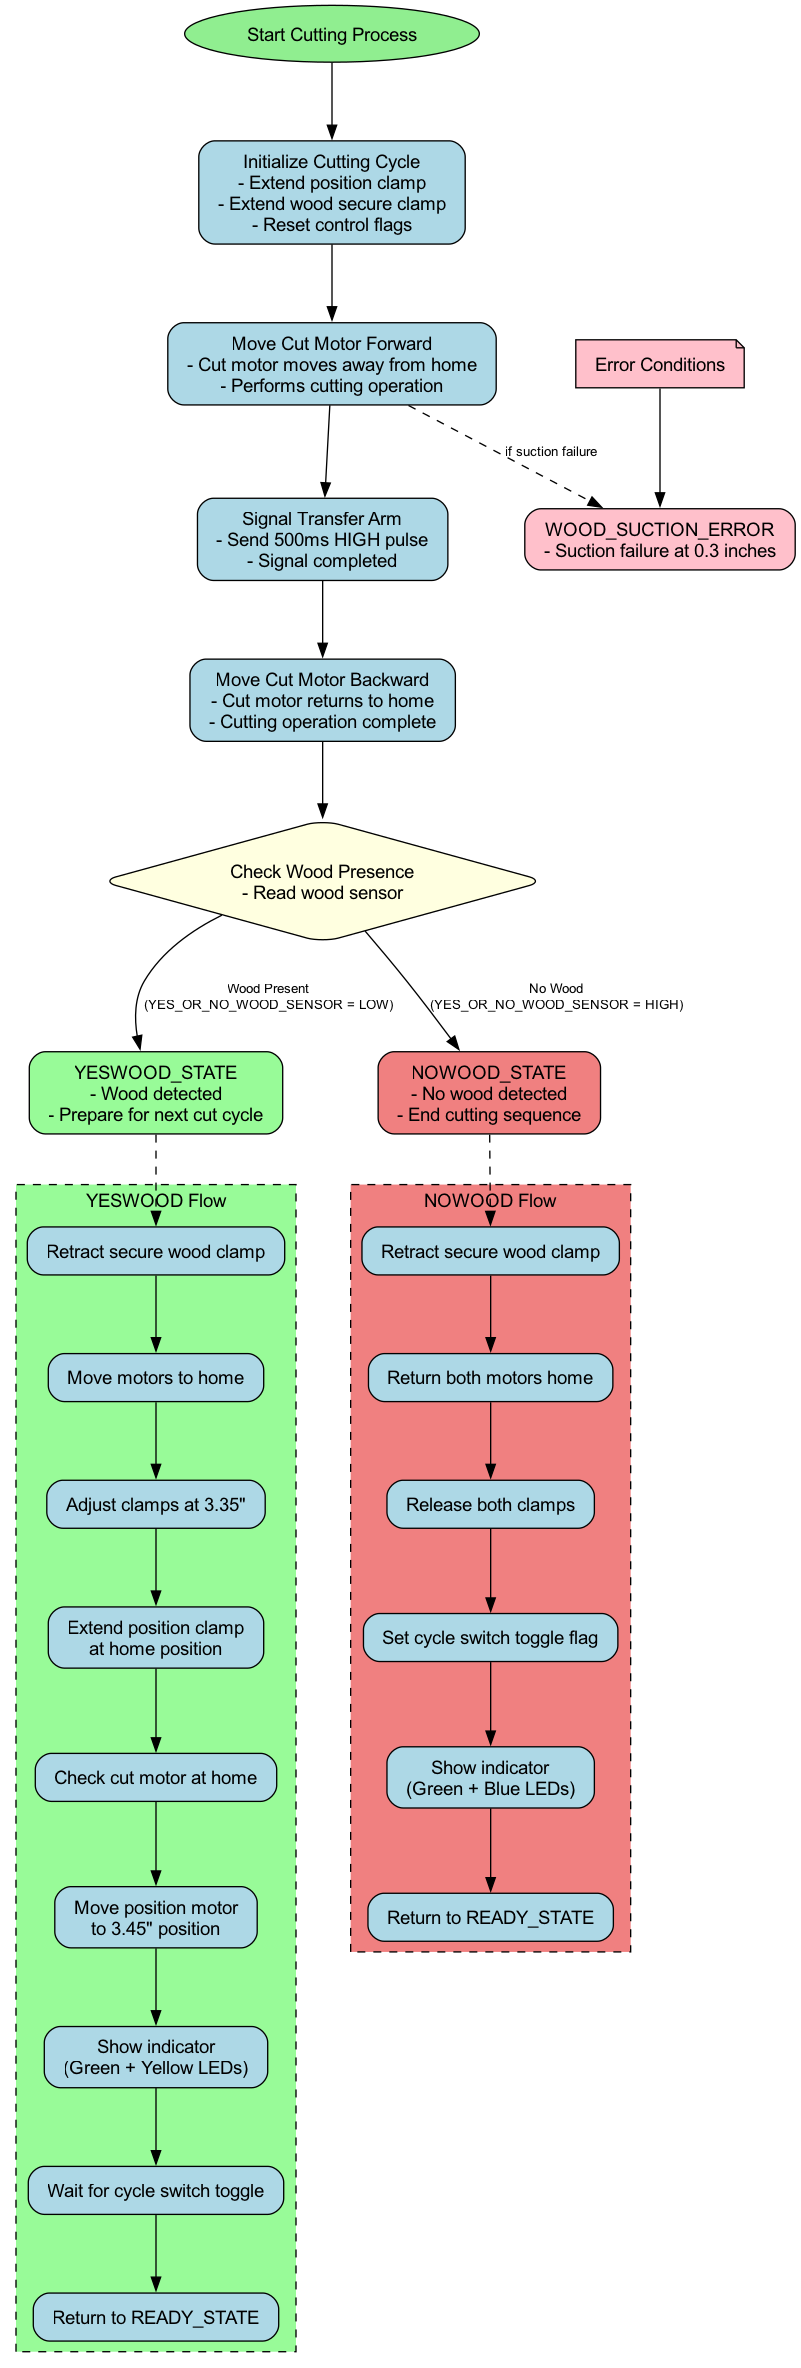 Start Cutting Process
Initialize Cutting Cycle
- Extend position clamp
- Extend wood secure clamp
- Reset control flags
Move Cut Motor Forward
- Cut motor moves away from home
- Performs cutting operation
Error Conditions
if suction failure
Signal Transfer Arm
- Send 500ms HIGH pulse
- Signal completed
WOOD_SUCTION_ERROR
- Suction failure at 0.3 inches
Move Cut Motor Backward
- Cut motor returns to home
- Cutting operation complete
Check Wood Presence
- Read wood sensor
Wood Present
(YES_OR_NO_WOOD_SENSOR = LOW)
No Wood
(YES_OR_NO_WOOD_SENSOR = HIGH)
YESWOOD_STATE
- Wood detected
- Prepare for next cut cycle
NOWOOD_STATE
- No wood detected
- End cutting sequence
YESWOOD Flow
Retract secure wood clamp
Move motors to home
Adjust clamps at 3.35"
Extend position clamp
at home position
Check cut motor at home
Move position motor
to 3.45" position
Show indicator
(Green + Yellow LEDs)
Wait for cycle switch toggle
Return to READY_STATE
NOWOOD Flow
Retract secure wood clamp
Return both motors home
Release both clamps
Set cycle switch toggle flag
Show indicator
(Green + Blue LEDs)
Return to READY_STATE